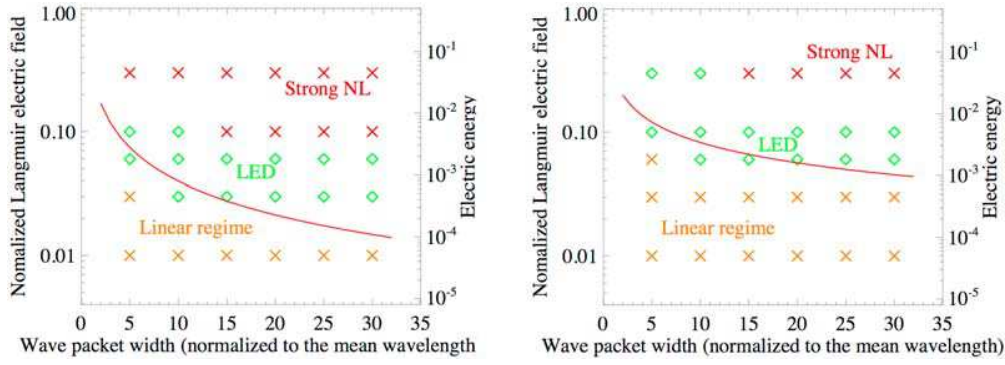 Nomalized Langmuir electric field
1.00
0.10
0.01
Strong NL
LED
Linear regime
10-1
10-2
10-3
10-4
10-5
Electric energy
0 5 10 15 20 25 30 35
Wave packet width (normalized to the mean wavelength
Nomalized Langmuir electric field
1.00
0.10
0.01
Strong NL
LED
Linear regime
10-1
10-2
10-3
10-4
10-5
Electric energy
0 5 10 15 20 25 30 35
Wave packet width (normalized to the mean wavelength)